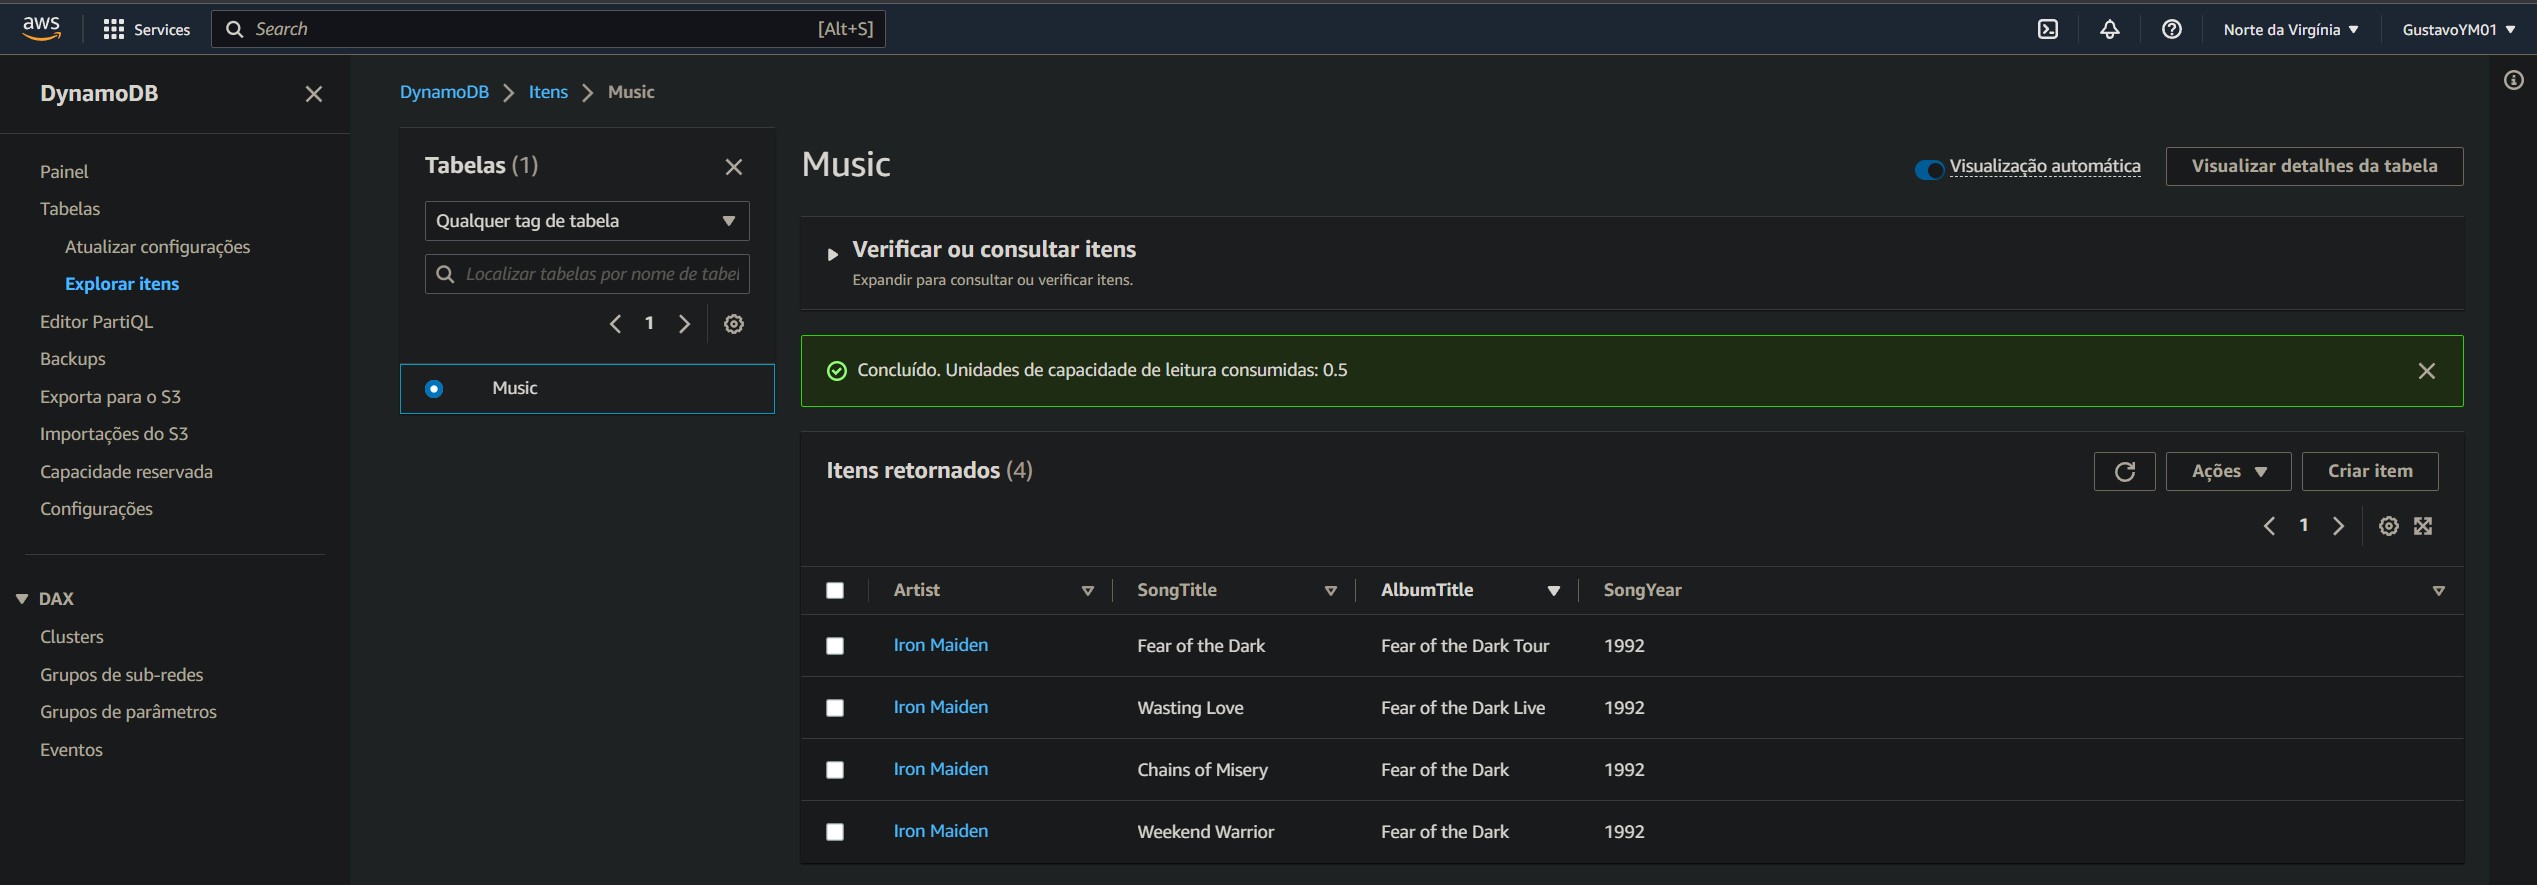 aws
Services
Search
[Alt+S]
Norte da Virgínia
GustavoYM01
DynamoDB
Painel
Tabelas
Atualizar configurações
Explorar itens
Editor PartiQL
Backups
Exporta para o S3
Importações do S3
Capacidade reservada
Configurações
DAX
Clusters
Grupos de sub-redes
Grupos de parâmetros
Eventos
DynamoDB > Itens > Music
Tabelas (1)
Qualquer tag de tabela
Localizar tabelas por nome de tabel
1
Music
Music
Visualização automática
Visualizar detalhes da tabela
Verificar ou consultar itens
Expandir para consultar ou verificar itens.
Concluído. Unidades de capacidade de leitura consumidas: 0.5
Itens retornados (4)
Ações
Criar item
1
Artist SongTitle AlbumTitle SongYear
Iron Maiden Fear of the Dark Fear of the Dark Tour 1992
Iron Maiden Wasting Love Fear of the Dark Live 1992
Iron Maiden Chains of Misery Fear of the Dark 1992
Iron Maiden Weekend Warrior Fear of the Dark 1992